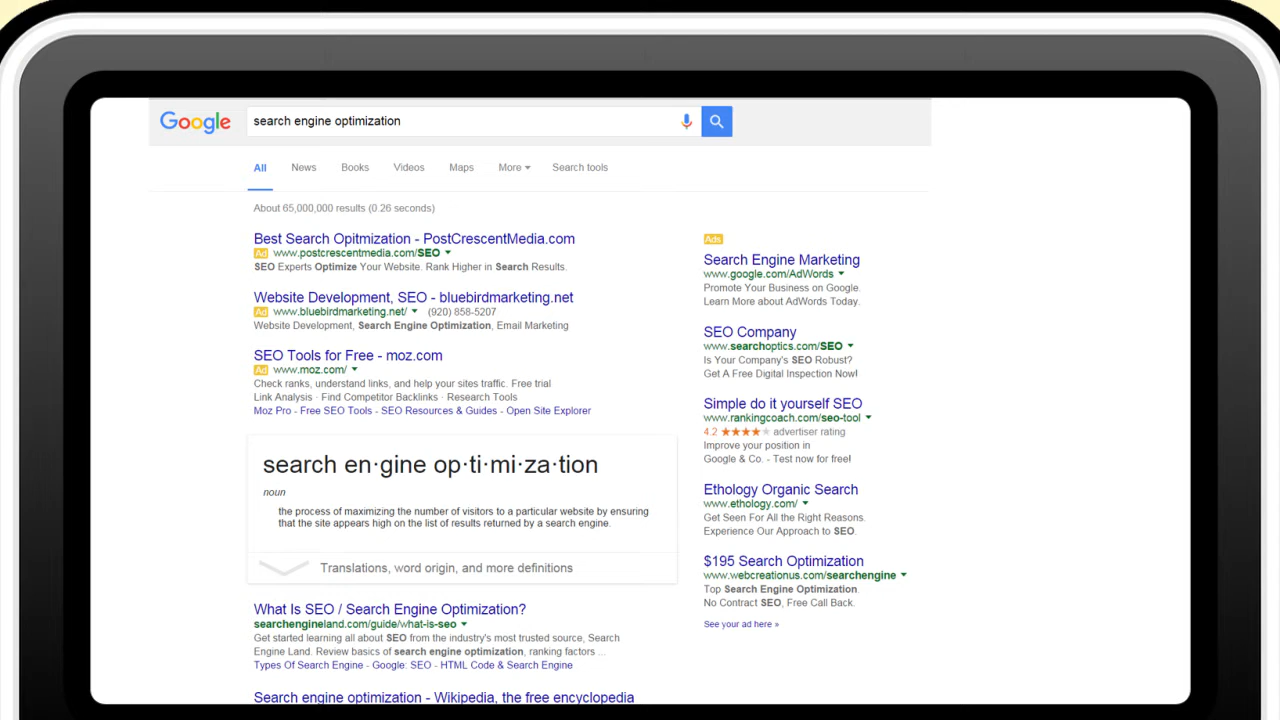 Google
search engine optimization
All News Books Videos Maps More Search tools
About 65,000,000 results (0.26 seconds)
Best Search Opitmization - PostCrescentMedia.com
Ad www.postcrescentmedia.com/SEO
SEO Experts Optimize Your Website. Rank Higher in Search Results.
Website Development, SEO - bluebirdmarketing.net
Ad www.bluebirdmarketing.net/ (920) 858-5207
Website Development, Search Engine Optimization, Email Marketing
SEO Tools for Free - moz.com
Ad www.moz.com/
Check ranks, understand links, and help your sites traffic. Free trial
Link Analysis · Find Competitor Backlinks · Research Tools
Moz Pro - Free SEO Tools - SEO Resources & Guides - Open Site Explorer
search en·gine op·ti·mi·za·tion
noun
the process of maximizing the number of visitors to a particular website by ensuring
that the site appears high on the list of results returned by a search engine.
Translations, word origin, and more definitions
What Is SEO / Search Engine Optimization?
searchengineland.com/guide/what-is-seo
Get started learning all about SEO from the industry's most trusted source, Search
Engine Land. Review basics of search engine optimization, ranking factors ...
Types Of Search Engine - Google: SEO - HTML Code & Search Engine
Search engine optimization - Wikipedia, the free encyclopedia
Ads
Search Engine Marketing
www.google.com/AdWords
Promote Your Business on Google.
Learn More about AdWords Today.
SEO Company
www.searchoptics.com/SEO
Is Your Company's SEO Robust?
Get A Free Digital Inspection Now!
Simple do it yourself SEO
www.rankingcoach.com/seo-tool
4.2 ★★★★★ advertiser rating
Improve your position in
Google & Co. - Test now for free!
Ethology Organic Search
www.ethology.com/
Get Seen For All the Right Reasons.
Experience Our Approach to SEO.
$195 Search Optimization
www.webcreationus.com/searchengine
Top Search Engine Optimization.
No Contract SEO, Free Call Back.
See your ad here »